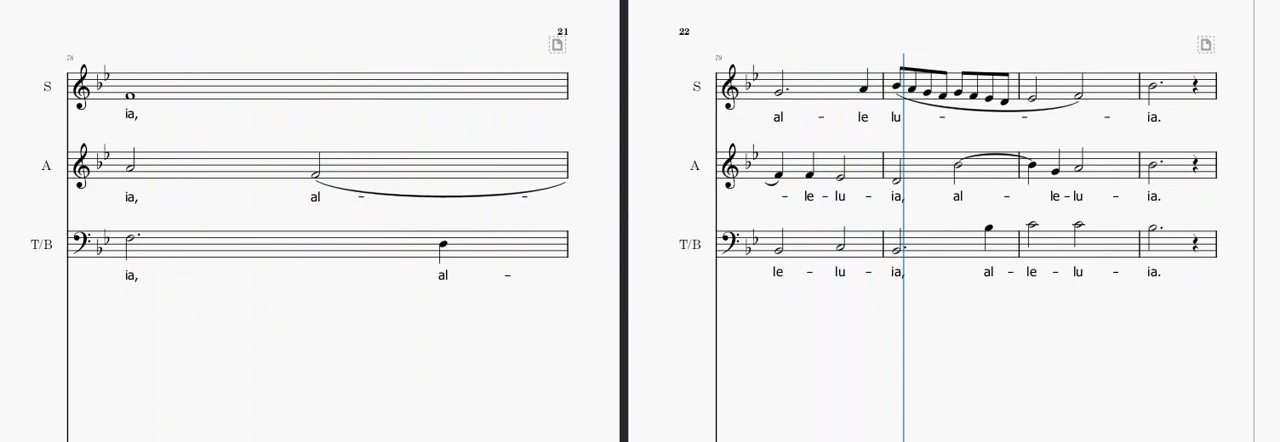 21
78
S
ia,
A
ia, al - -
T/B
ia, al -
22
79
S
al - le lu - - - ia.
A
- le - lu - ia, al - le - lu - ia.
T/B
le - lu - ia, al - le - lu - ia.